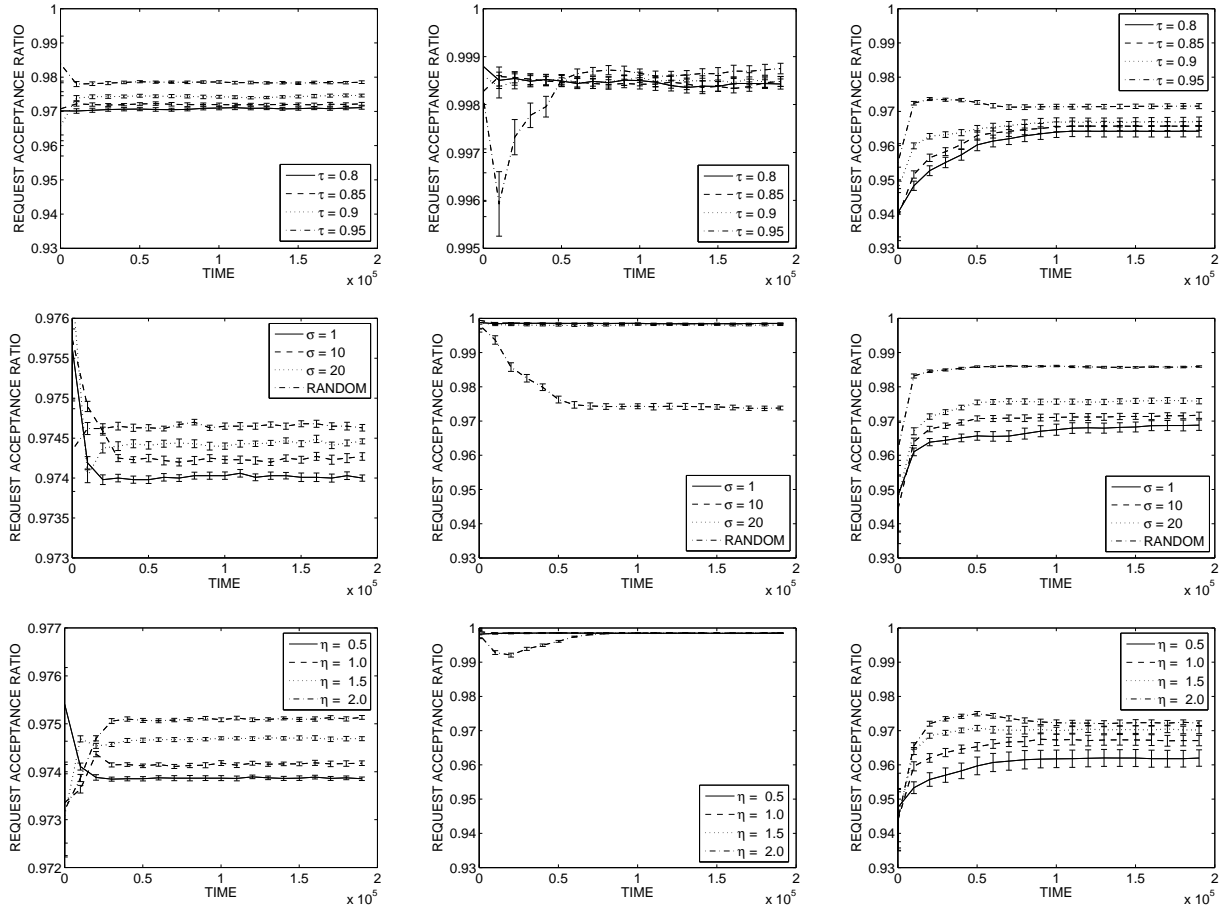 REQUEST ACCEPTANCE RATIO
1
0.99
0.98
0.97
0.96
0.95
0.94
0.93
0
0.5
1
1.5
2
x 10^5
TIME
τ = 0.8
τ = 0.85
τ = 0.9
τ = 0.95
REQUEST ACCEPTANCE RATIO
1
0.999
0.998
0.997
0.996
0.995
0
0.5
1
1.5
2
x 10^5
TIME
τ = 0.8
τ = 0.85
τ = 0.9
τ = 0.95
REQUEST ACCEPTANCE RATIO
1
0.99
0.98
0.97
0.96
0.95
0.94
0.93
0
0.5
1
1.5
2
x 10^5
TIME
τ = 0.8
τ = 0.85
τ = 0.9
τ = 0.95
REQUEST ACCEPTANCE RATIO
0.976
0.9755
0.975
0.9745
0.974
0.9735
0.973
0
0.5
1
1.5
2
x 10^5
TIME
σ = 1
σ = 10
σ = 20
RANDOM
REQUEST ACCEPTANCE RATIO
1
0.99
0.98
0.97
0.96
0.95
0.94
0.93
0
0.5
1
1.5
2
x 10^5
TIME
σ = 1
σ = 10
σ = 20
RANDOM
REQUEST ACCEPTANCE RATIO
1
0.99
0.98
0.97
0.96
0.95
0.94
0.93
0
0.5
1
1.5
2
x 10^5
TIME
σ = 1
σ = 10
σ = 20
RANDOM
REQUEST ACCEPTANCE RATIO
0.977
0.976
0.975
0.974
0.973
0.972
0
0.5
1
1.5
2
x 10^5
TIME
η = 0.5
η = 1.0
η = 1.5
η = 2.0
REQUEST ACCEPTANCE RATIO
1
0.99
0.98
0.97
0.96
0.95
0.94
0.93
0
0.5
1
1.5
2
x 10^5
TIME
η = 0.5
η = 1.0
η = 1.5
η = 2.0
REQUEST ACCEPTANCE RATIO
1
0.99
0.98
0.97
0.96
0.95
0.94
0.93
0
0.5
1
1.5
2
x 10^5
TIME
η = 0.5
η = 1.0
η = 1.5
η = 2.0